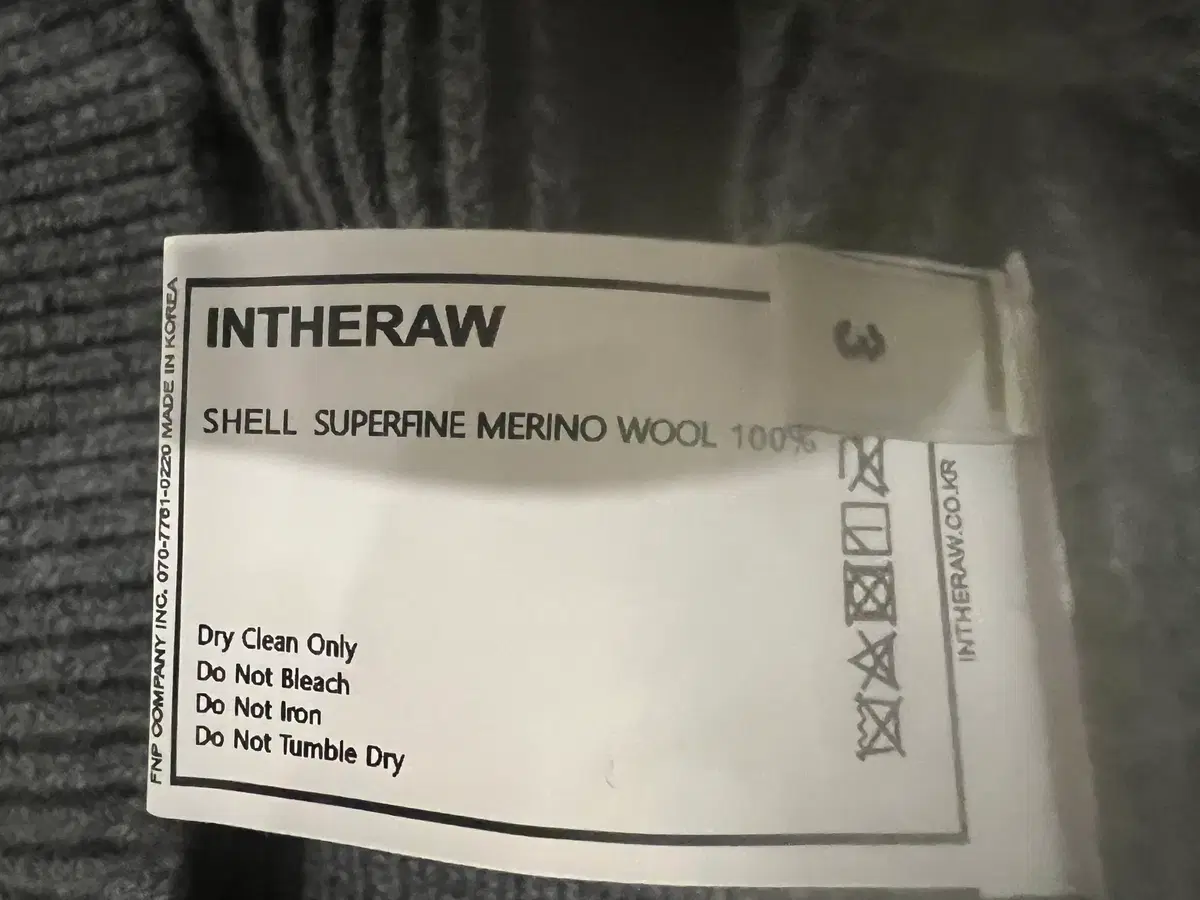 INTHERAW
3
SHELL SUPERFINE MERINO WOOL 100%
Dry Clean Only
Do Not Bleach
Do Not Iron
Do Not Tumble Dry
FNP COMPANY INC. 070-7761-0220 MADE IN KOREA
INTHERAW.CO.KR